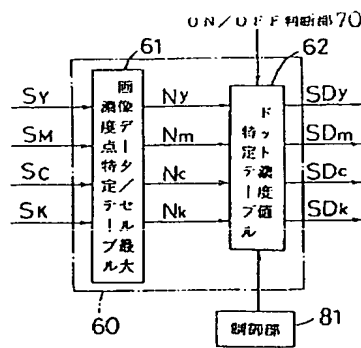 ON/OFF判断部70
61
62
SY
SM
SC
SK
画像データ/セル最大
濃度点特定テーブル
Ny
Nm
Nc
Nk
ドット濃度値
特定テーブル
SDy
SDm
SDc
SDk
60
制御部
81